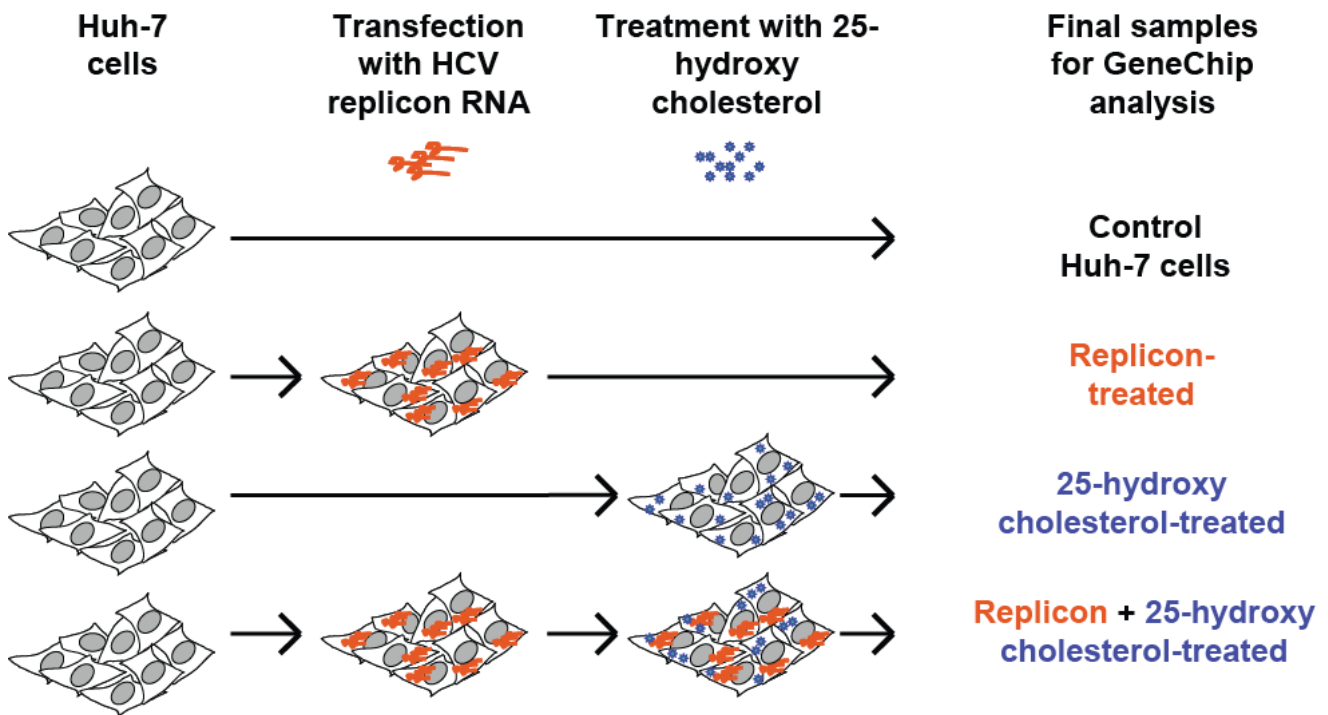 Huh-7
cells
Transfection
with HCV
replicon RNA
Treatment with 25-
hydroxy
cholesterol
Final samples
for GeneChip
analysis
Control
Huh-7 cells
Replicon-
treated
25-hydroxy
cholesterol-treated
Replicon + 25-hydroxy
cholesterol-treated